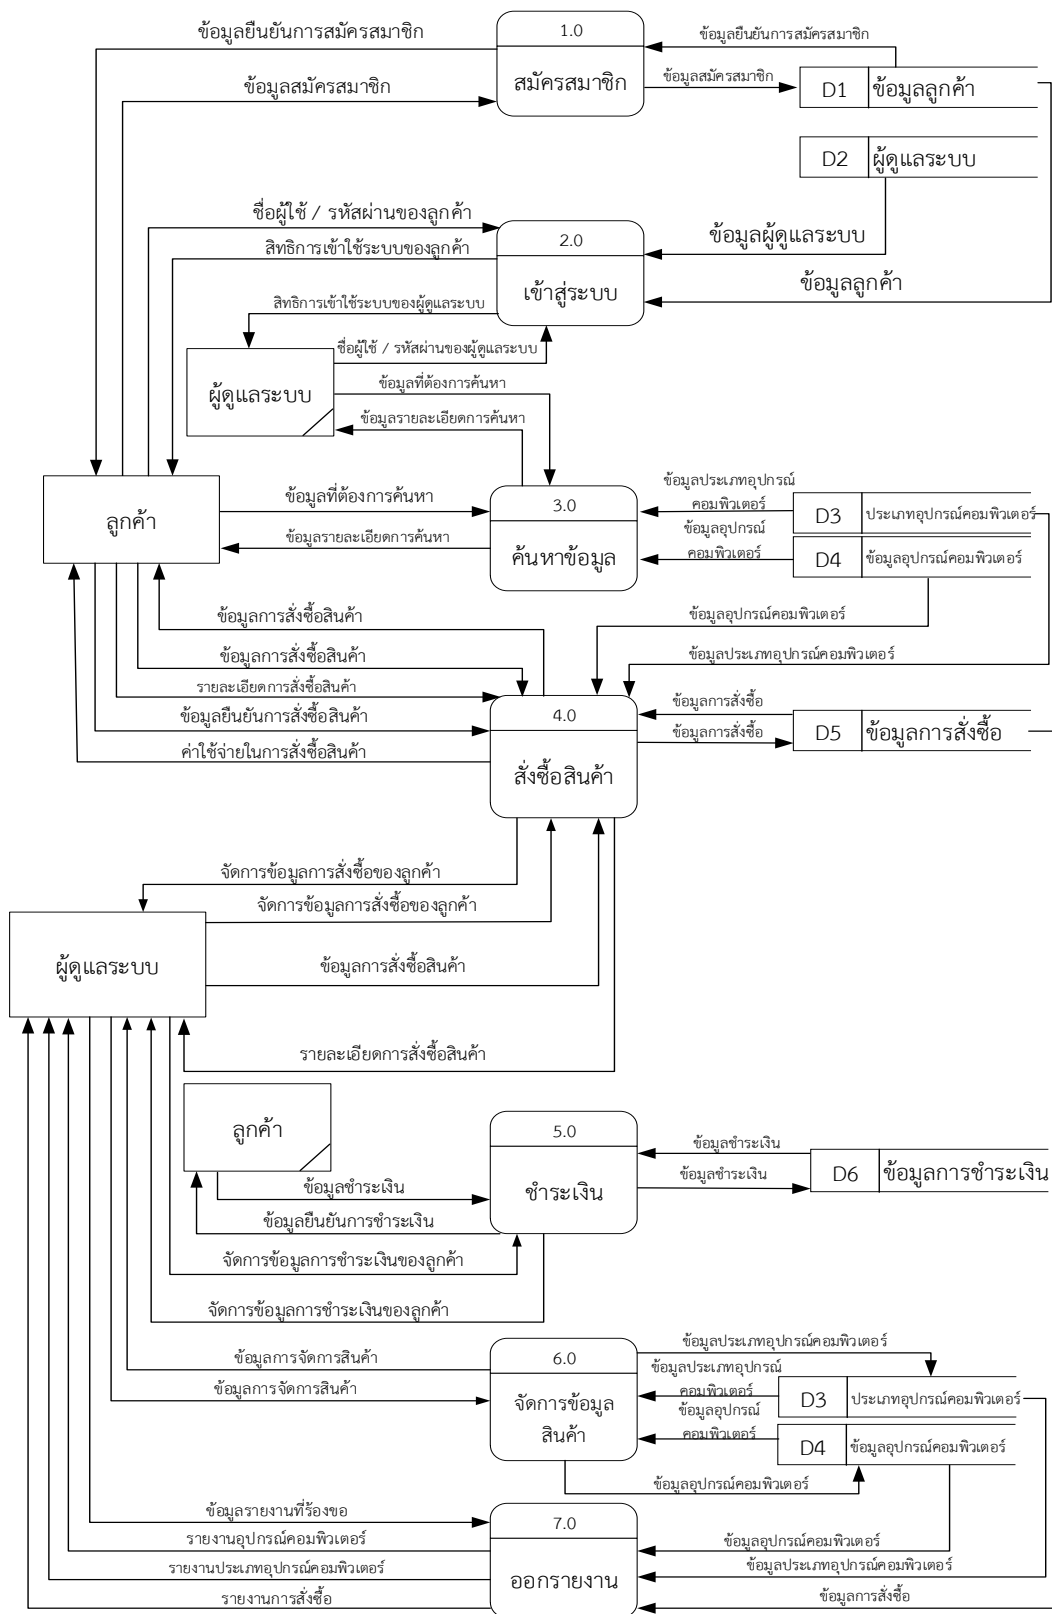 1.0
สมัครสมาชิก
ข้อมูลยืนยันการสมัครสมาชิก
ข้อมูลยืนยันการสมัครสมาชิก
ข้อมูลสมัครสมาชิก
ข้อมูลสมัครสมาชิก
D1 ข้อมูลลูกค้า
D2 ผู้ดูแลระบบ
ชื่อผู้ใช้ / รหัสผ่านของลูกค้า
สิทธิการเข้าใช้ระบบของลูกค้า
2.0
เข้าสู่ระบบ
ข้อมูลผู้ดูแลระบบ
ข้อมูลลูกค้า
สิทธิการเข้าใช้ระบบของผู้ดูแลระบบ
ชื่อผู้ใช้ / รหัสผ่านของผู้ดูแลระบบ
ผู้ดูแลระบบ
ข้อมูลที่ต้องการค้นหา
ข้อมูลรายละเอียดการค้นหา
ลูกค้า
ข้อมูลที่ต้องการค้นหา
ข้อมูลรายละเอียดการค้นหา
3.0
ค้นหาข้อมูล
ข้อมูลประเภทอุปกรณ์
คอมพิวเตอร์
ข้อมูลอุปกรณ์
คอมพิวเตอร์
D3 ประเภทอุปกรณ์คอมพิวเตอร์
D4 ข้อมูลอุปกรณ์คอมพิวเตอร์
ข้อมูลการสั่งซื้อสินค้า
ข้อมูลอุปกรณ์คอมพิวเตอร์
ข้อมูลการสั่งซื้อสินค้า
ข้อมูลประเภทอุปกรณ์คอมพิวเตอร์
รายละเอียดการสั่งซื้อสินค้า
ข้อมูลยืนยันการสั่งซื้อสินค้า
ค่าใช้จ่ายในการสั่งซื้อสินค้า
4.0
สั่งซื้อสินค้า
ข้อมูลการสั่งซื้อ
ข้อมูลการสั่งซื้อ
D5 ข้อมูลการสั่งซื้อ
จัดการข้อมูลการสั่งซื้อของลูกค้า
จัดการข้อมูลการสั่งซื้อของลูกค้า
ผู้ดูแลระบบ
ข้อมูลการสั่งซื้อสินค้า
รายละเอียดการสั่งซื้อสินค้า
ลูกค้า
5.0
ชำระเงิน
ข้อมูลชำระเงิน
ข้อมูลชำระเงิน
D6 ข้อมูลการชำระเงิน
ข้อมูลชำระเงิน
ข้อมูลยืนยันการชำระเงิน
จัดการข้อมูลการชำระเงินของลูกค้า
จัดการข้อมูลการชำระเงินของลูกค้า
ข้อมูลการจัดการสินค้า
ข้อมูลการจัดการสินค้า
6.0
จัดการข้อมูล
สินค้า
ข้อมูลประเภทอุปกรณ์คอมพิวเตอร์
ข้อมูลประเภทอุปกรณ์
คอมพิวเตอร์
ข้อมูลอุปกรณ์
คอมพิวเตอร์
D3 ประเภทอุปกรณ์คอมพิวเตอร์
D4 ข้อมูลอุปกรณ์คอมพิวเตอร์
ข้อมูลอุปกรณ์คอมพิวเตอร์
ข้อมูลรายงานที่ร้องขอ
รายงานอุปกรณ์คอมพิวเตอร์
รายงานประเภทอุปกรณ์คอมพิวเตอร์
รายงานการสั่งซื้อ
7.0
ออกรายงาน
ข้อมูลอุปกรณ์คอมพิวเตอร์
ข้อมูลประเภทอุปกรณ์คอมพิวเตอร์
ข้อมูลการสั่งซื้อ